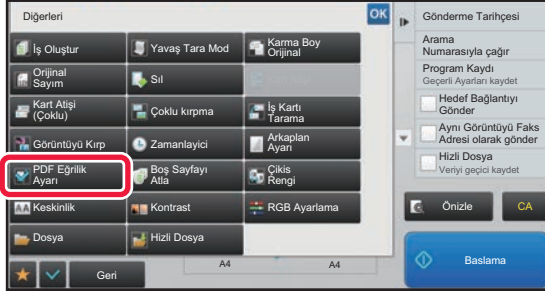 Diğerleri
OK
İş Oluştur
Yavaş Tara Mod
Karma Boy
Orijinal
Orijinal
Sayım
Sil
Kart Atişi
(Çoklu)
Çoklu kırpma
İş Kartı
Tarama
Görüntüyü Kırp
Zamanlayici
Arkaplan
Ayarı
PDF Eğrilik
Ayarı
Boş Sayfayı
Atla
Çikis
Rengi
Keskinlik
Kontrast
RGB Ayarlama
Dosya
Hizli Dosya
Geri
A4
A4
Gönderme Tarihçesi
Arama
Numarasıyla çağır
Program Kaydı
Geçerli Ayarları kaydet
Hedef Bağlantıyı
Gönder
Aynı Görüntüyü Faks
Adresi olarak gönder
Hizli Dosya
Veriyi geçici kaydet
Önizle
CA
Baslama